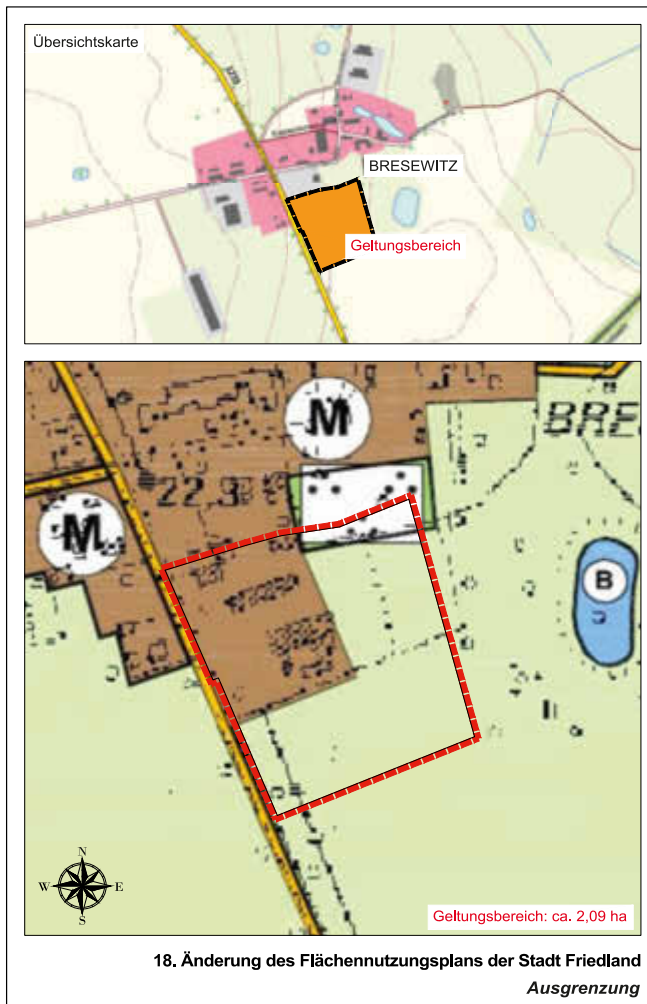 Übersichtskarte
BRESEWITZ
Geltungsbereich
M
BRE
22.3
M
B
N
W E
S
Geltungsbereich: ca. 2,09 ha
18. Änderung des Flächennutzungsplans der Stadt Friedland
Ausgrenzung